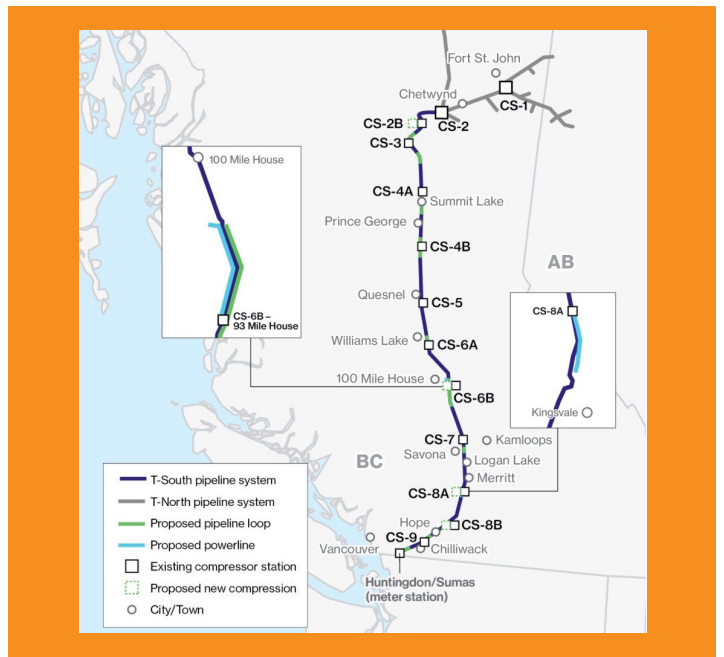 Fort St. John
Chetwynd
CS-1
CS-2
CS-2B
CS-3
100 Mile House
CS-4A
Summit Lake
Prince George
CS-4B
AB
CS-6B –
93 Mile House
Quesnel
CS-5
CS-8A
Williams Lake
CS-6A
100 Mile House
CS-6B
Kingsvale
CS-7
Kamloops
Savona
BC
Logan Lake
Merritt
CS-8A
Hope
CS-8B
CS-9
Vancouver
Chilliwack
Huntingdon/Sumas
(meter station)
T-South pipeline system
T-North pipeline system
Proposed pipeline loop
Proposed powerline
Existing compressor station
Proposed new compression
City/Town